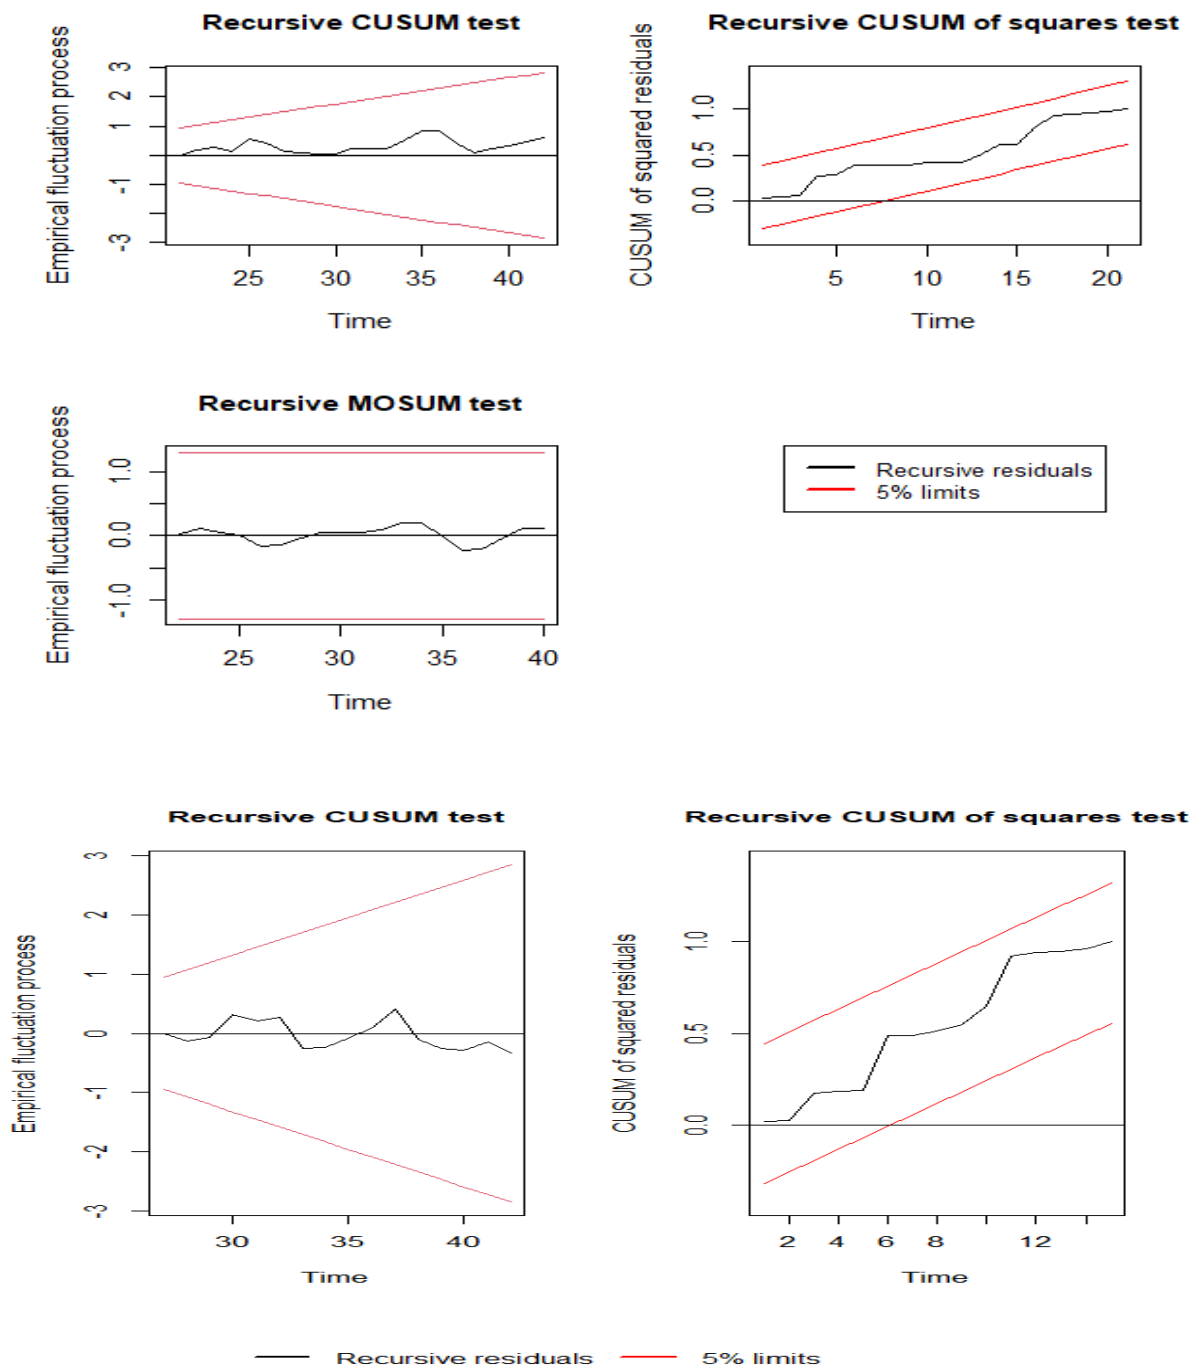 Recursive CUSUM test
Empirical fluctuation process
3
2
1
-1
-3
25 30 35 40
Time
Recursive CUSUM of squares test
CUSUM of squared residuals
1.0
0.5
0.0
5 10 15 20
Time
Recursive MOSUM test
Empirical fluctuation process
1.0
0.0
-1.0
25 30 35 40
Time
Recursive residuals
5% limits
Recursive CUSUM test
Empirical fluctuation process
3
2
1
0
-1
-2
-3
30 35 40
Time
Recursive CUSUM of squares test
CUSUM of squared residuals
1.0
0.5
0.0
2 4 6 8 12
Time
Recursive residuals 5% limits